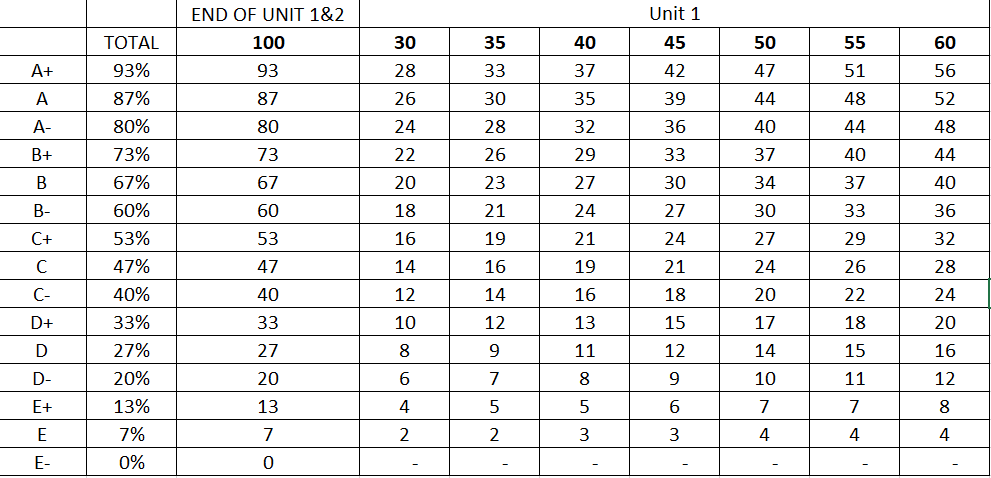 END OF UNIT 1&2 Unit 1
TOTAL 100 30 35 40 45 50 55 60
A+ 93% 93 28 33 37 42 47 51 56
A 87% 87 26 30 35 39 44 48 52
A- 80% 80 24 28 32 36 40 44 48
B+ 73% 73 22 26 29 33 37 40 44
B 67% 67 20 23 27 30 34 37 40
B- 60% 60 18 21 24 27 30 33 36
C+ 53% 53 16 19 21 24 27 29 32
C 47% 47 14 16 19 21 24 26 28
C- 40% 40 12 14 16 18 20 22 24
D+ 33% 33 10 12 13 15 17 18 20
D 27% 27 8 9 11 12 14 15 16
D- 20% 20 6 7 8 9 10 11 12
E+ 13% 13 4 5 5 6 7 7 8
E 7% 7 2 2 3 3 4 4 4
E- 0% 0 - - - - - - -